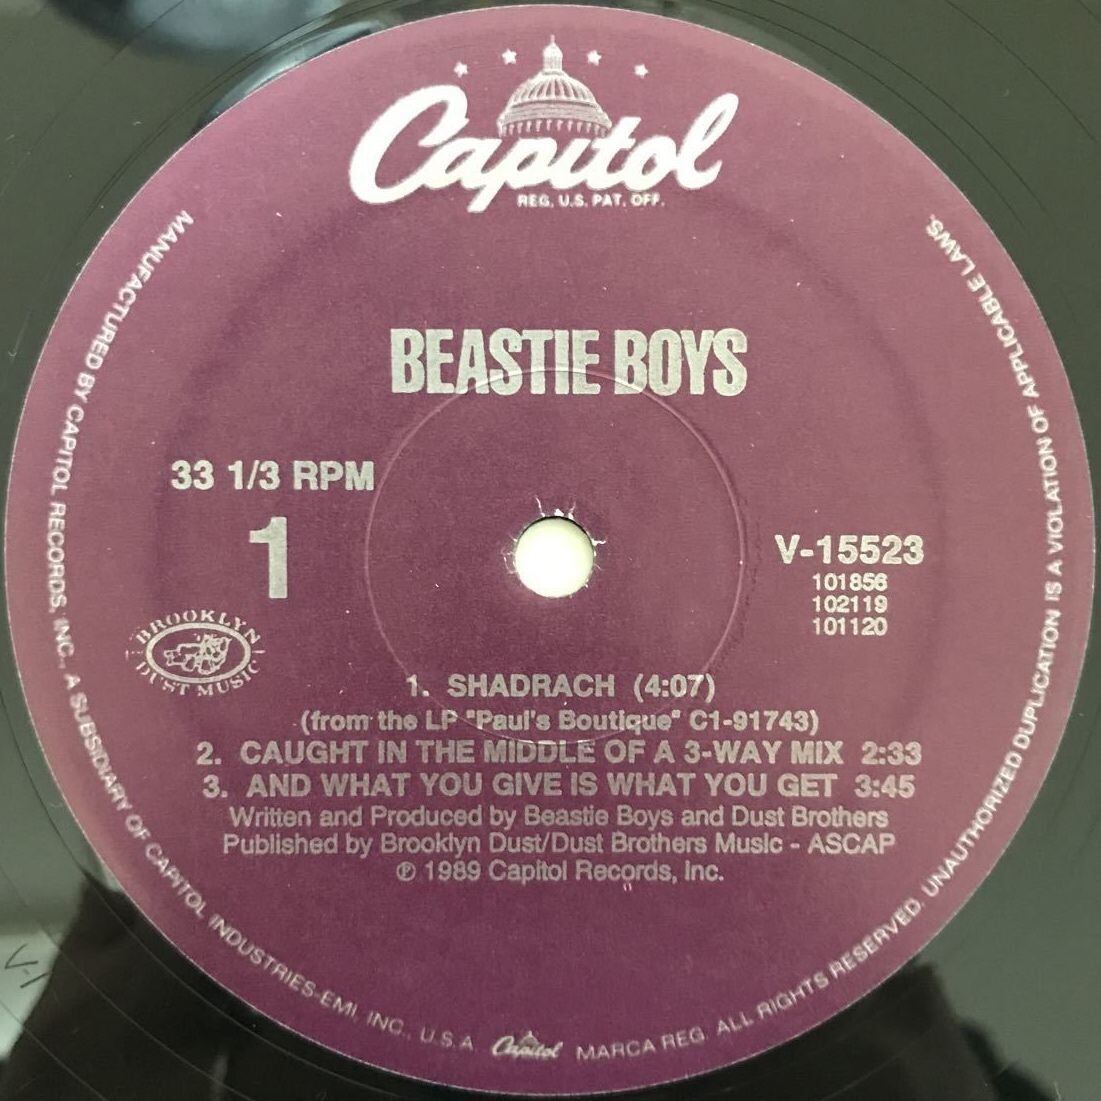 Capitol
REG. U.S. PAT. OFF.
BEASTIE BOYS
33 1/3 RPM
1
V-15523
101856
102119
101120
BROOKLYN
DUST MUSIC
1. SHADRACH (4:07)
(from the LP "Paul's Boutique" C1-91743)
2. CAUGHT IN THE MIDDLE OF A 3-WAY MIX 2:33
3. AND WHAT YOU GIVE IS WHAT YOU GET 3:45
Written and Produced by Beastie Boys and Dust Brothers
Published by Brooklyn Dust/Dust Brothers Music - ASCAP
℗ 1989 Capitol Records, Inc.
MANUFACTURED BY CAPITOL RECORDS, INC., A SUBSIDIARY OF CAPITOL INDUSTRIES-EMI, INC., U.S.A. Capitol MARCA REG. ALL RIGHTS RESERVED. UNAUTHORIZED DUPLICATION IS A VIOLATION OF APPLICABLE LAWS.